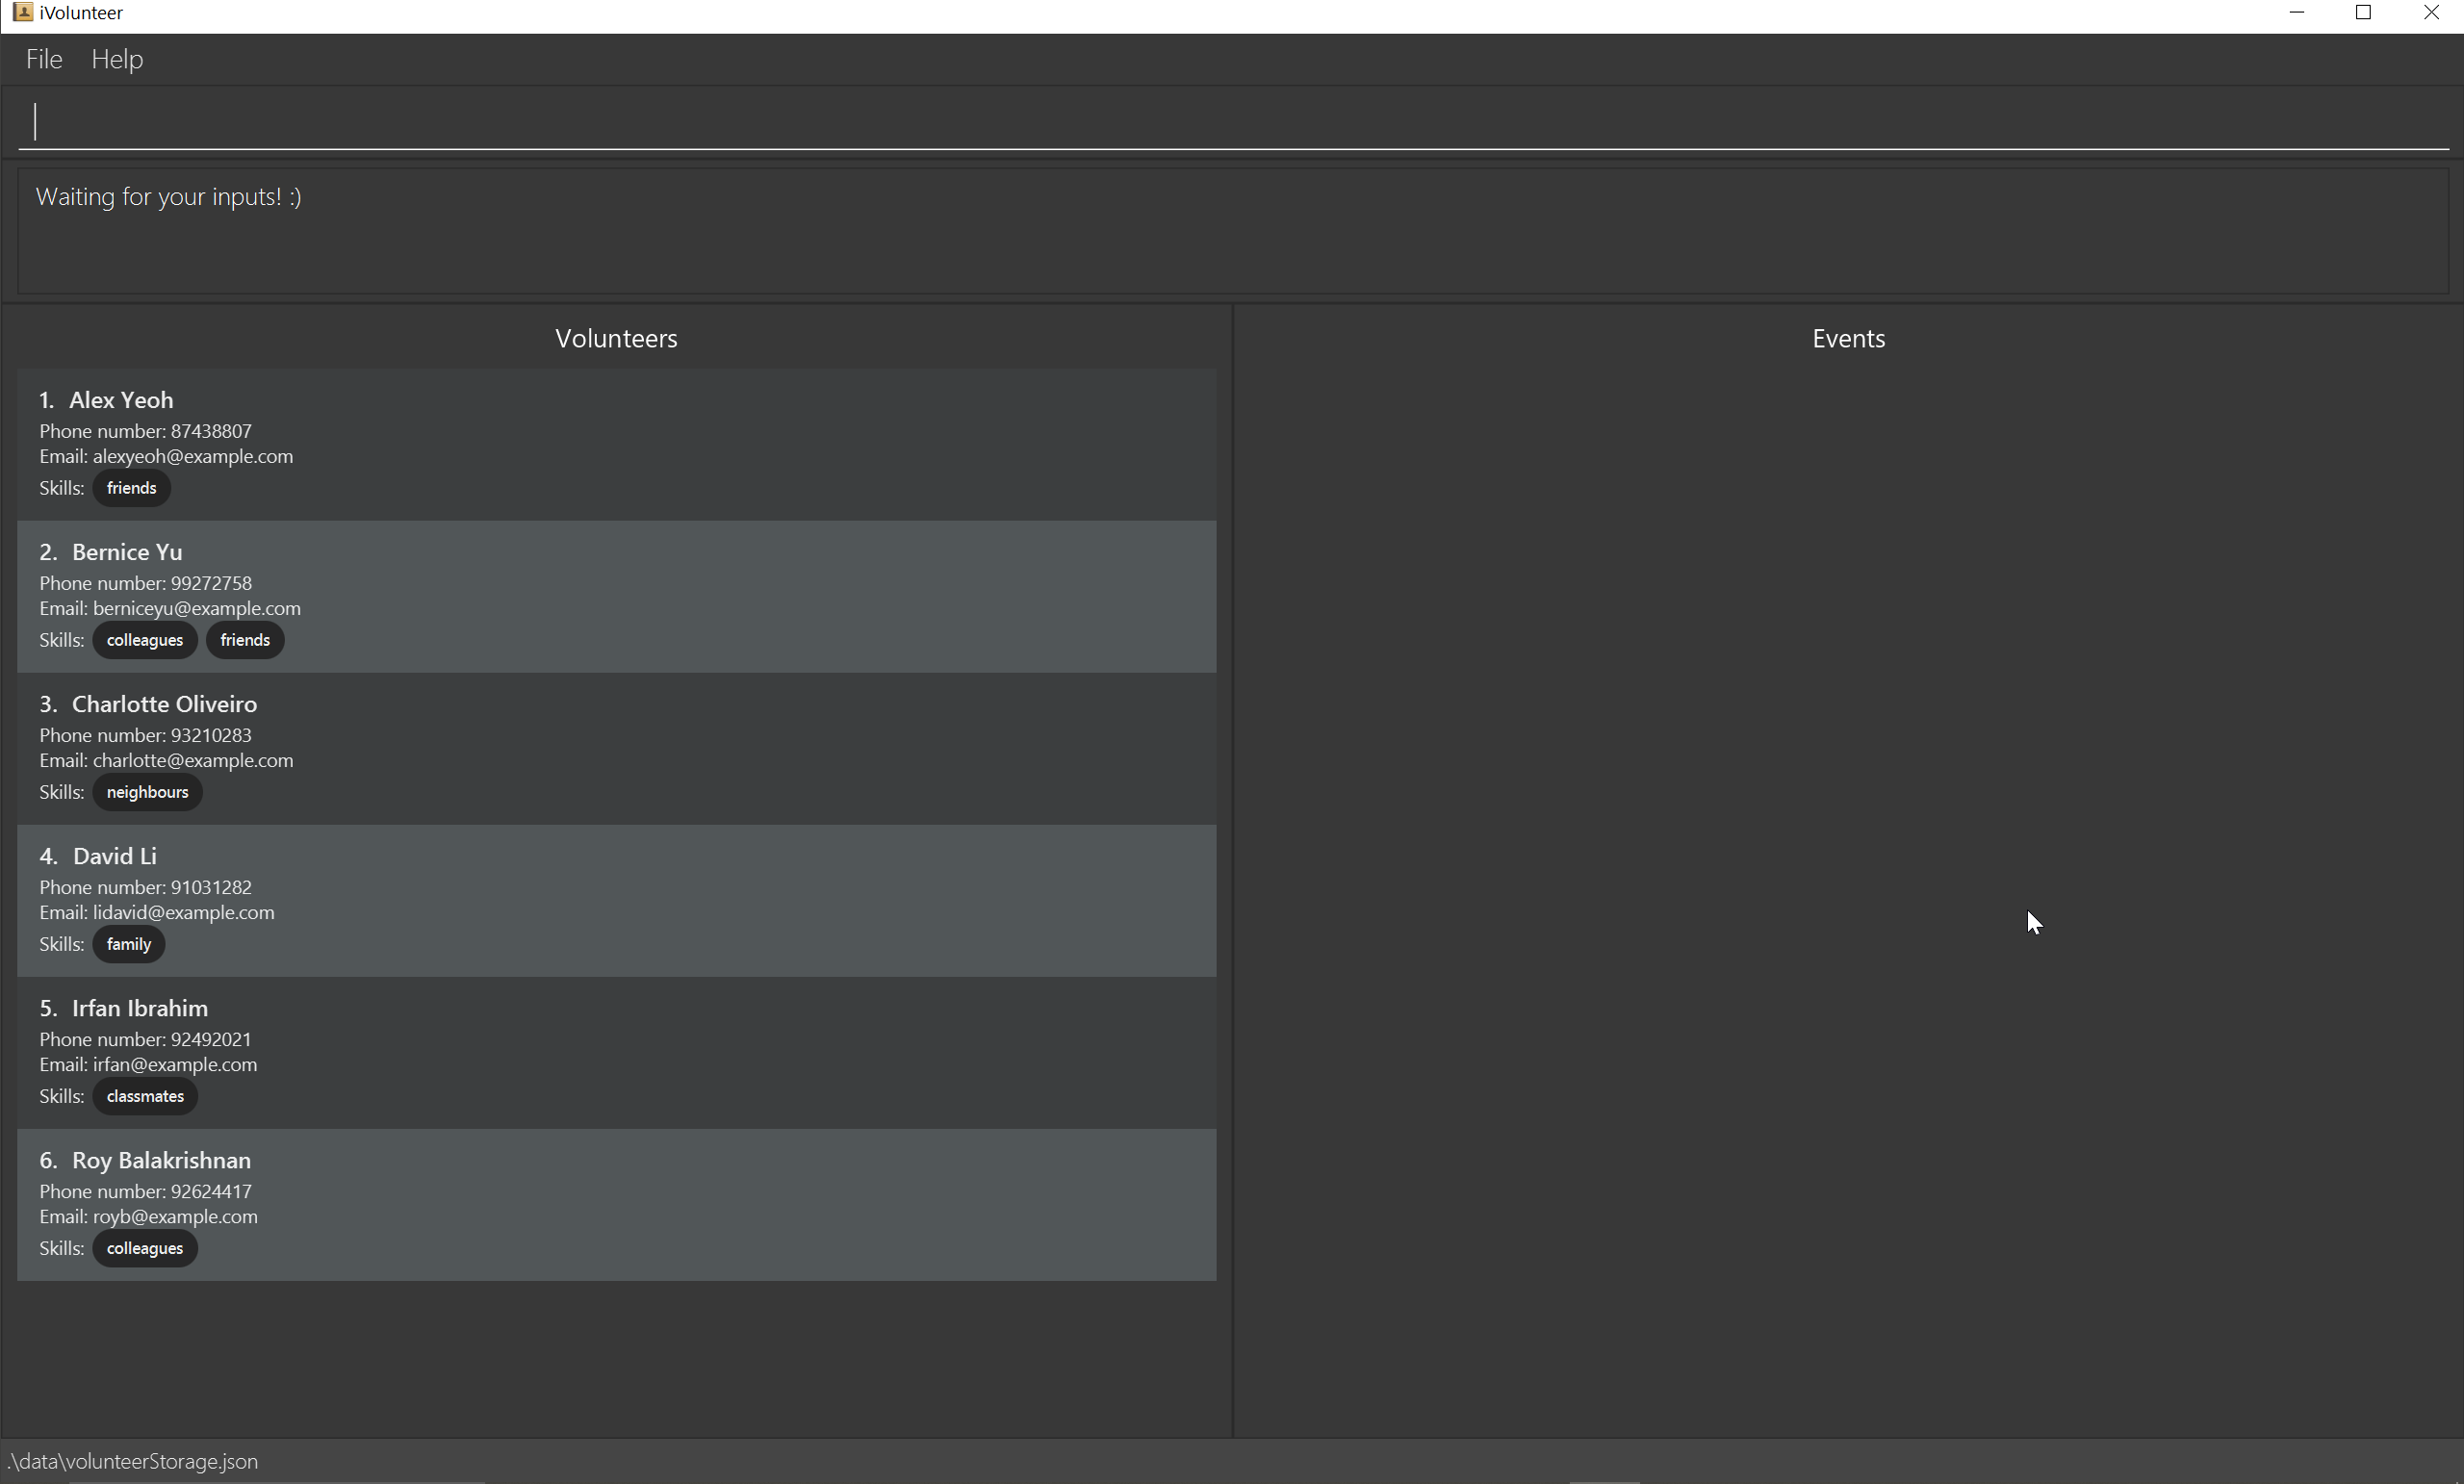 iVolunteer
File Help
Waiting for your inputs! :)
Volunteers
1. Alex Yeoh
Phone number: 87438807
Email: alexyeoh@example.com
Skills: friends
2. Bernice Yu
Phone number: 99272758
Email: berniceyu@example.com
Skills: colleagues friends
3. Charlotte Oliveiro
Phone number: 93210283
Email: charlotte@example.com
Skills: neighbours
4. David Li
Phone number: 91031282
Email: lidavid@example.com
Skills: family
5. Irfan Ibrahim
Phone number: 92492021
Email: irfan@example.com
Skills: classmates
6. Roy Balakrishnan
Phone number: 92624417
Email: royb@example.com
Skills: colleagues
Events
.\data\volunteerStorage.json